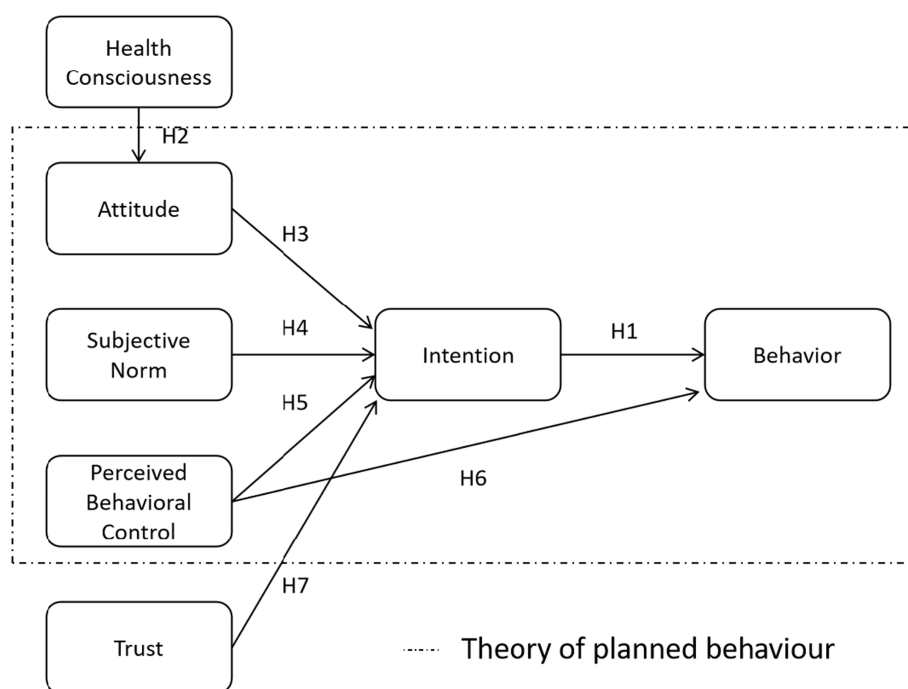 Health
Consciousness
H2
Attitude
H3
Subjective
Norm
H4
Intention
H1
Behavior
H5
Perceived
Behavioral
Control
H6
H7
Trust
Theory of planned behaviour